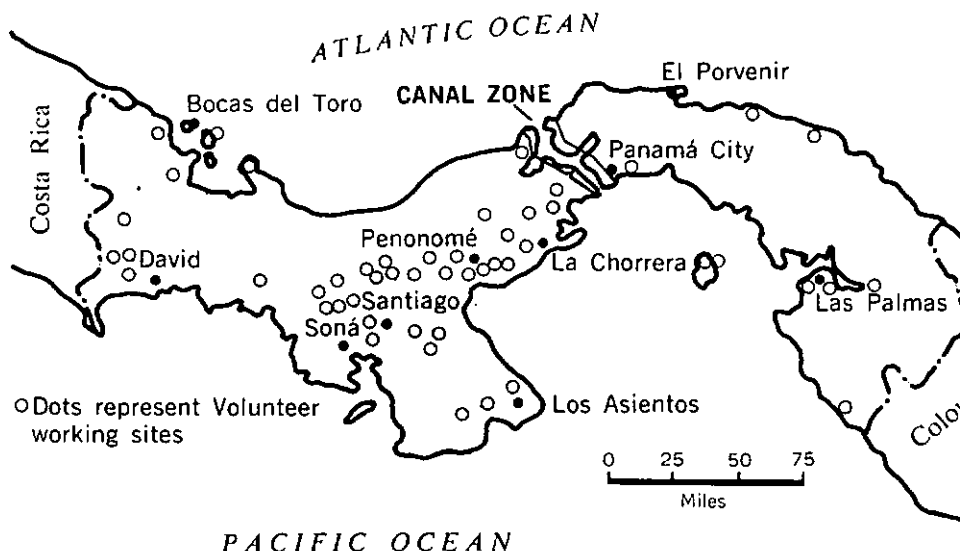 ATLANTIC OCEAN
El Porvenir
Bocas del Toro
CANAL ZONE
Costa Rica
Panamá City
Penonomé
David
La Chorrera
Santiago
Las Palmas
Soná
Dots represent Volunteer
working sites
Los Asientos
0 25 50 75
Miles
PACIFIC OCEAN